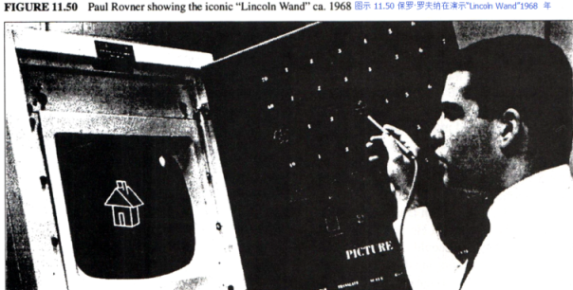 FIGURE 11.50 Paul Rovner showing the iconic “Lincoln Wand” ca. 1968 图示 11.50 保罗·罗夫纳在演示“Lincoln Wand”1968 年
PICTURE